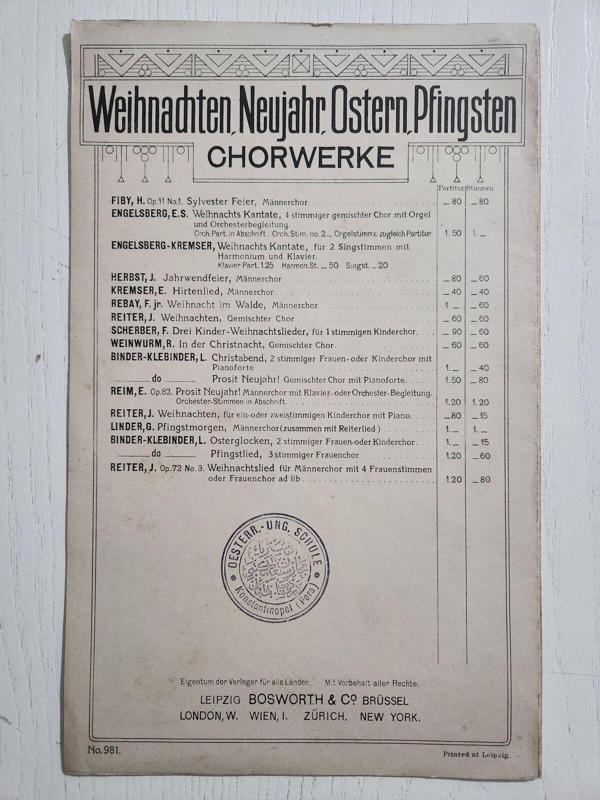 Weihnachten, Neujahr, Ostern, Pfingsten
CHORWERKE
Partitur Stimmen
FIBY, H. Op.11 No.1. Sylvester Feier, Männerchor _ 80 _ 80
ENGELSBERG, E.S. Weihnachts Kantate, 4 stimmiger gemischter Chor mit Orgel
und Orchesterbegleitung.
Orch. Part. in Abschrift. Orch. Stim. no. 2._ Orgelstimme zugleich Partitur 1. 50 1. _
ENGELSBERG-KREMSER, Weihnachts Kantate, für 2 Singstimmen mit
Harmonium und Klavier.
Klavier Part. 1.25 Harmon. St. _ 50 Singst. _ 20
HERBST, J. Jahrwendfeier, Männerchor _ 80 _ 60
KREMSER, E. Hirtenlied, Männerchor _ 40 _ 40
REBAY, F. jr. Weihnacht im Walde, Männerchor 1. _ _ 60
REITER, J. Weihnachten, Gemischter Chor _ 60 _ 60
SCHERBER, F. Drei Kinder-Weihnachtslieder, für 1 stimmigen Kinderchor _ 90 _ 60
WEINWURM, R. In der Christnacht, Gemischter Chor _ 60 _ 60
BINDER-KLEBINDER, L. Christabend, 2 stimmiger Frauen- oder Kinderchor mit
Pianoforte 1. _ _ 40
_____ do _____ Prosit Neujahr! Gemischter Chor mit Pianoforte 1.50 _ 80
REIM, E. Op. 82. Prosit Neujahr! Männerchor mit Klavier- oder Orchester-Begleitung.
Orchester-Stimmen in Abschrift 1.20 1.20
REITER, J. Weihnachten, für ein- oder zweistimmigen Kinderchor mit Piano _ 80 _ 15
LINDER, G. Pfingstmorgen, Männerchor (zusammen mit Reiterlied) 1. _ 1. _
BINDER-KLEBINDER, L. Osterglocken, 2 stimmiger Frauen- oder Kinderchor 1. _ _ 15
_____ do _____ Pfingstlied, 3 stimmiger Frauenchor 1.20 _ 60
REITER, J. Op. 72 No. 3. Weihnachtslied für Männerchor mit 4 Frauenstimmen
oder Frauenchor ad lib 1.20 _ 80
OESTERR.-UNG. SCHULE
Konstantinopel (Pera)
Eigentum der Verleger für alle Länder. Mit Vorbehalt aller Rechte.
LEIPZIG BOSWORTH & Co. BRÜSSEL
LONDON, W. WIEN, I. ZÜRICH. NEW YORK.
No. 981.
Printed at Leipzig.